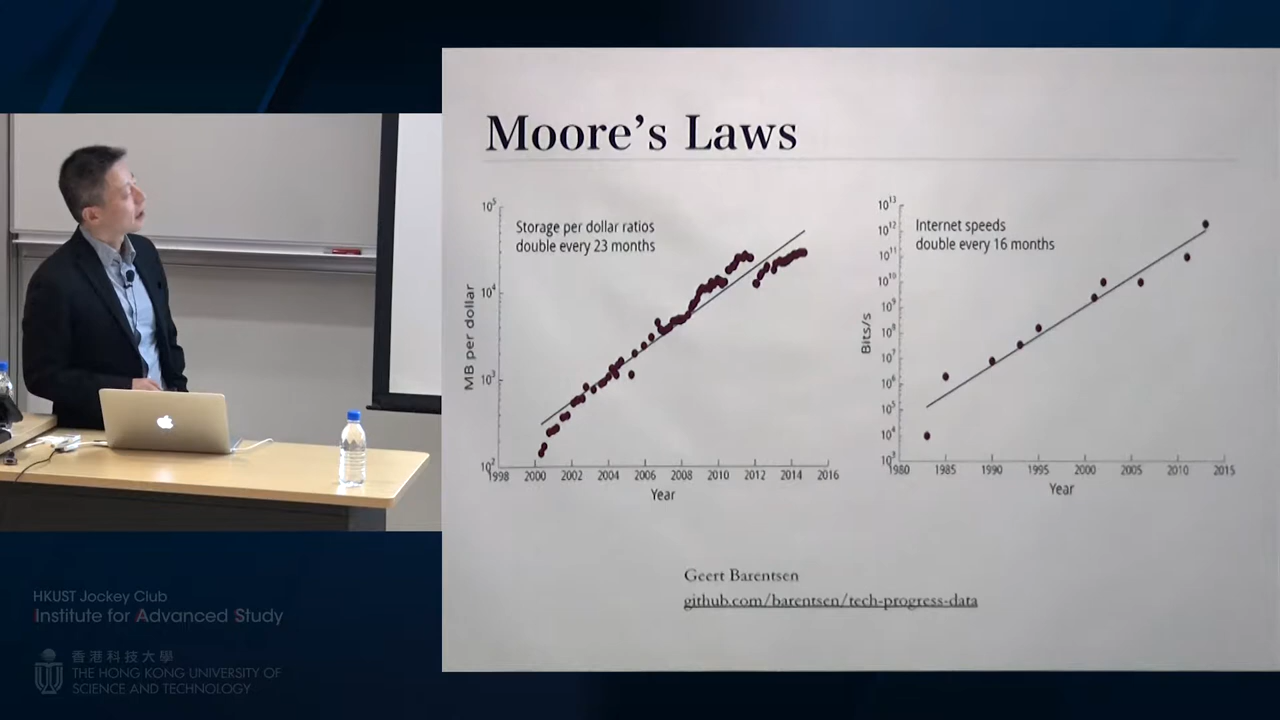 Moore's Laws
10⁵
10⁴
10³
10²
MB per dollar
Storage per dollar ratios
double every 23 months
1998 2000 2002 2004 2006 2008 2010 2012 2014 2016
Year
10¹³
10¹²
10¹¹
10¹⁰
10⁹
10⁸
10⁷
10⁶
10⁵
10⁴
10³
Bits/s
Internet speeds
double every 16 months
1980 1985 1990 1995 2000 2005 2010 2015
Year
Geert Barentsen
github.com/barentsen/tech-progress-data
HKUST Jockey Club
Institute for Advanced Study
香港科技大學
THE HONG KONG UNIVERSITY OF
SCIENCE AND TECHNOLOGY